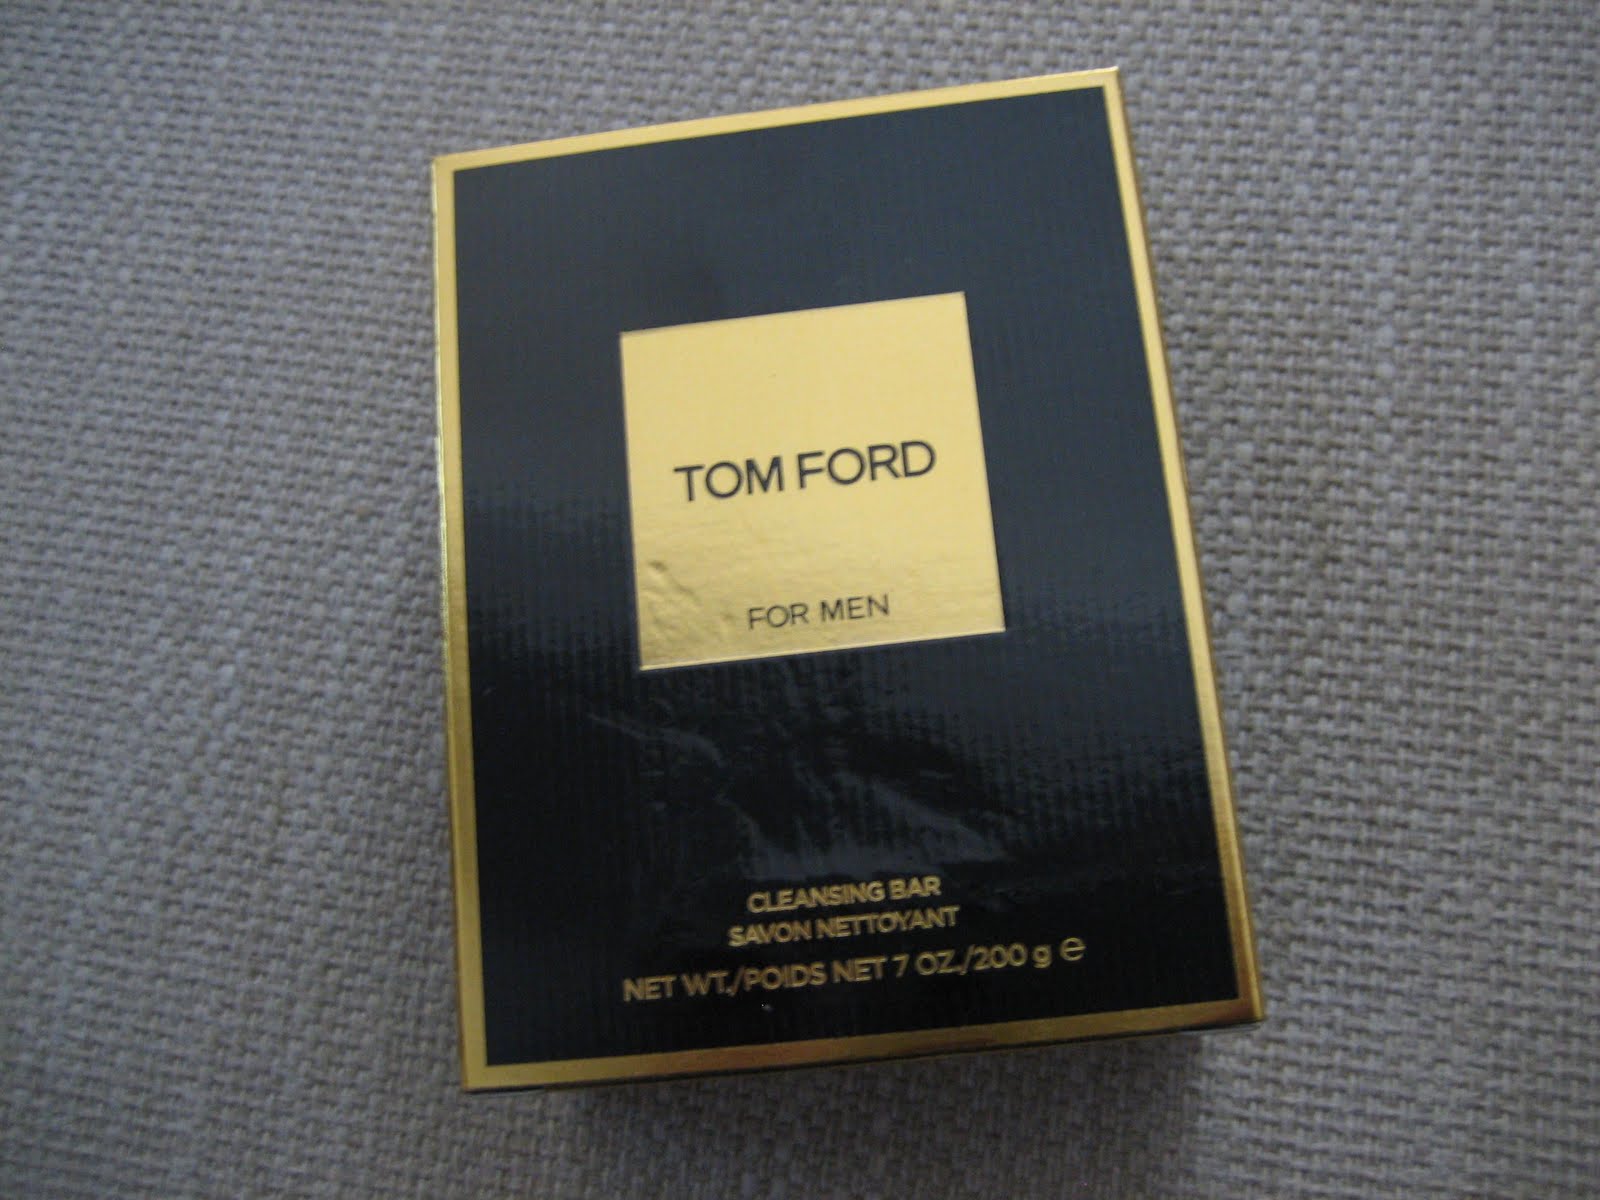 TOM FORD
FOR MEN
CLEANSING BAR
SAVON NETTOYANT
NET WT./POIDS NET 7 OZ./200 g ℮